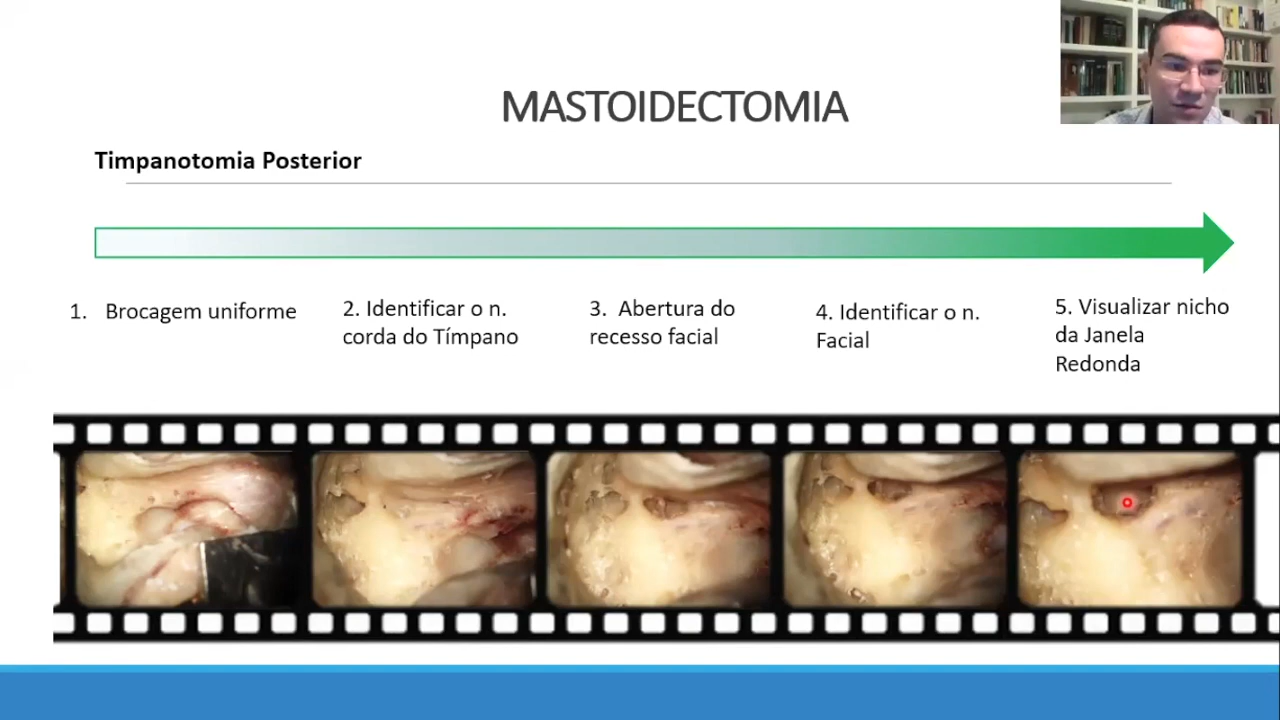 MASTOIDECTOMIA
Timpanotomia Posterior
1. Brocagem uniforme
2. Identificar o n.
corda do Tímpano
3. Abertura do
recesso facial
4. Identificar o n.
Facial
5. Visualizar nicho
da Janela
Redonda